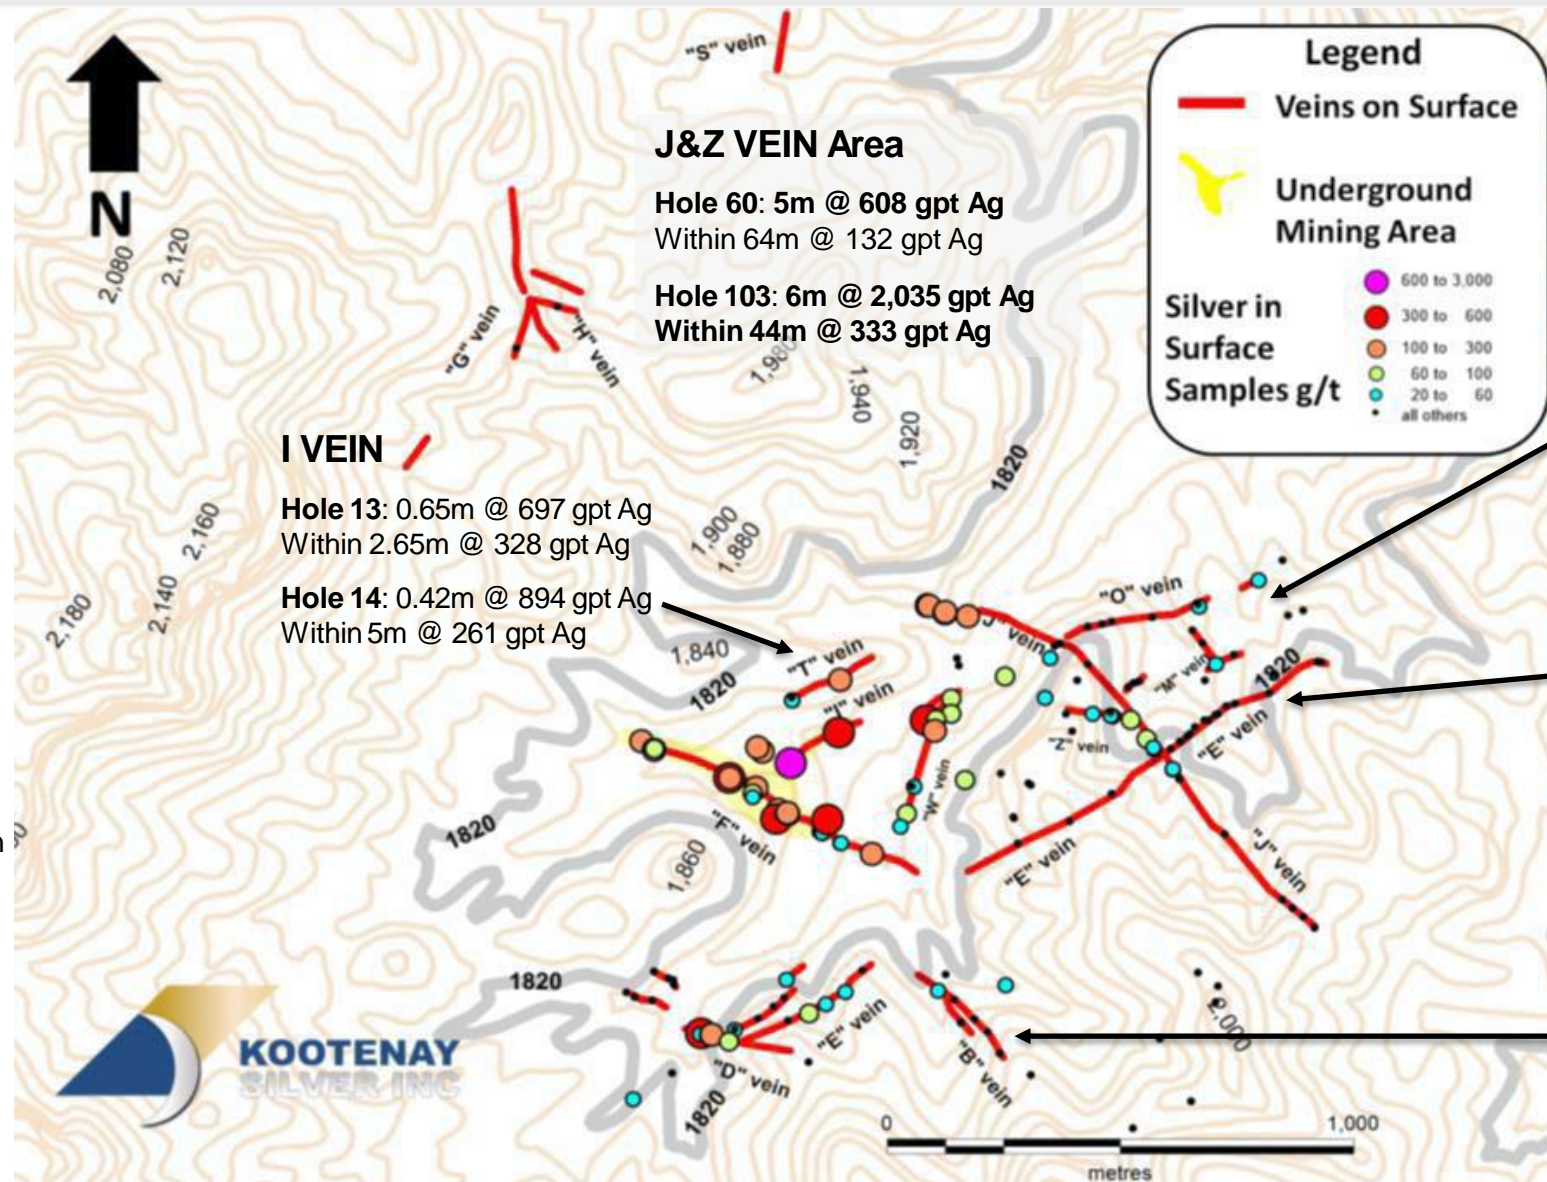 "S" vein
Legend
Veins on Surface
Underground
Mining Area
Silver in
Surface
Samples g/t
600 to 3,000
300 to 600
100 to 300
60 to 100
20 to 60
all others
N
2,080
2,120
J&Z VEIN Area
Hole 60: 5m @ 608 gpt Ag
Within 64m @ 132 gpt Ag
Hole 103: 6m @ 2,035 gpt Ag
Within 44m @ 333 gpt Ag
"G" vein
"H" vein
1,980
1,940
1,920
1820
I VEIN
Hole 13: 0.65m @ 697 gpt Ag
Within 2.65m @ 328 gpt Ag
Hole 14: 0.42m @ 894 gpt Ag
Within 5m @ 261 gpt Ag
2,160
2,140
2,180
1,900
1,880
1,840
1820
"O" vein
J" vein
"T" vein
"I" vein
"M" vein
1820
"E" vein
"Z" vein
"W" vein
"F" vein
1820
1,860
"E" vein
"J" vein
1820
"E" vein
"D" vein
"B" vein
2,000
1820
KOOTENAY
SILVER INC
0
1,000
metres